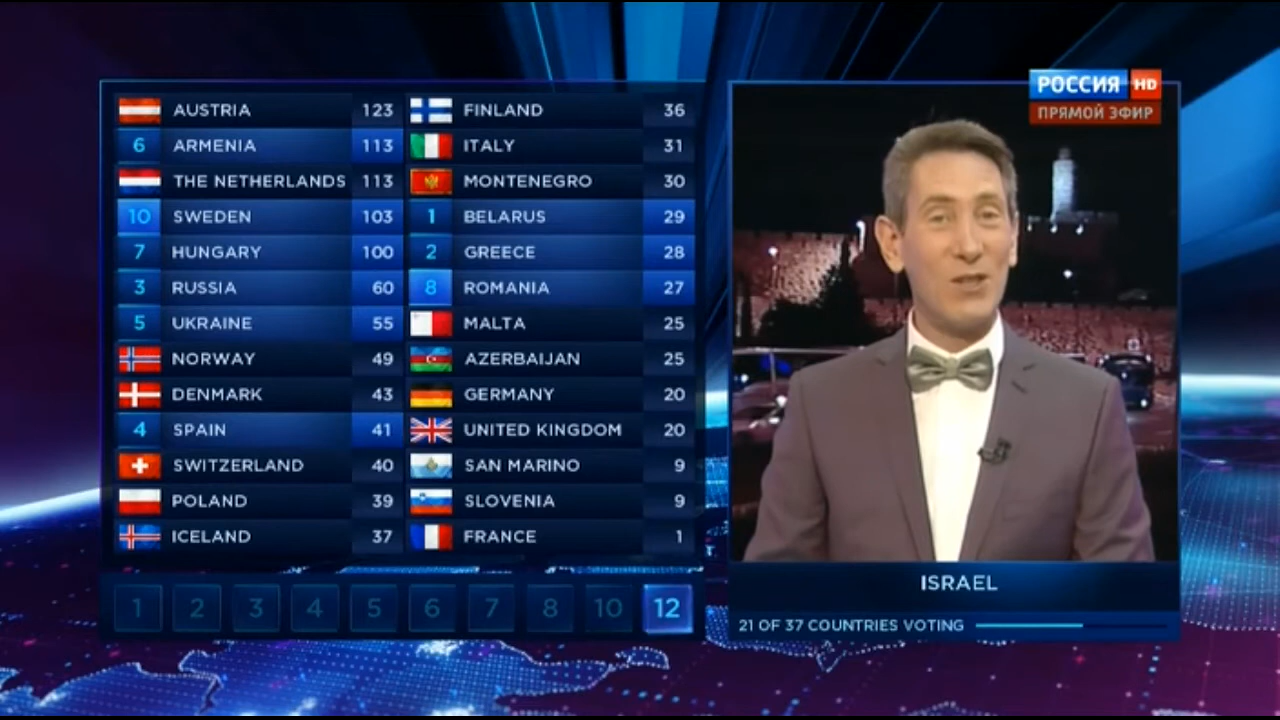 AUSTRIA 123
6 ARMENIA 113
THE NETHERLANDS 113
10 SWEDEN 103
7 HUNGARY 100
3 RUSSIA 60
5 UKRAINE 55
NORWAY 49
DENMARK 43
4 SPAIN 41
SWITZERLAND 40
POLAND 39
ICELAND 37
FINLAND 36
ITALY 31
MONTENEGRO 30
1 BELARUS 29
2 GREECE 28
8 ROMANIA 27
MALTA 25
AZERBAIJAN 25
GERMANY 20
UNITED KINGDOM 20
SAN MARINO 9
SLOVENIA 9
FRANCE 1
1 2 3 4 5 6 7 8 10 12
РОССИЯ HD
ПРЯМОЙ ЭФИР
ISRAEL
21 OF 37 COUNTRIES VOTING